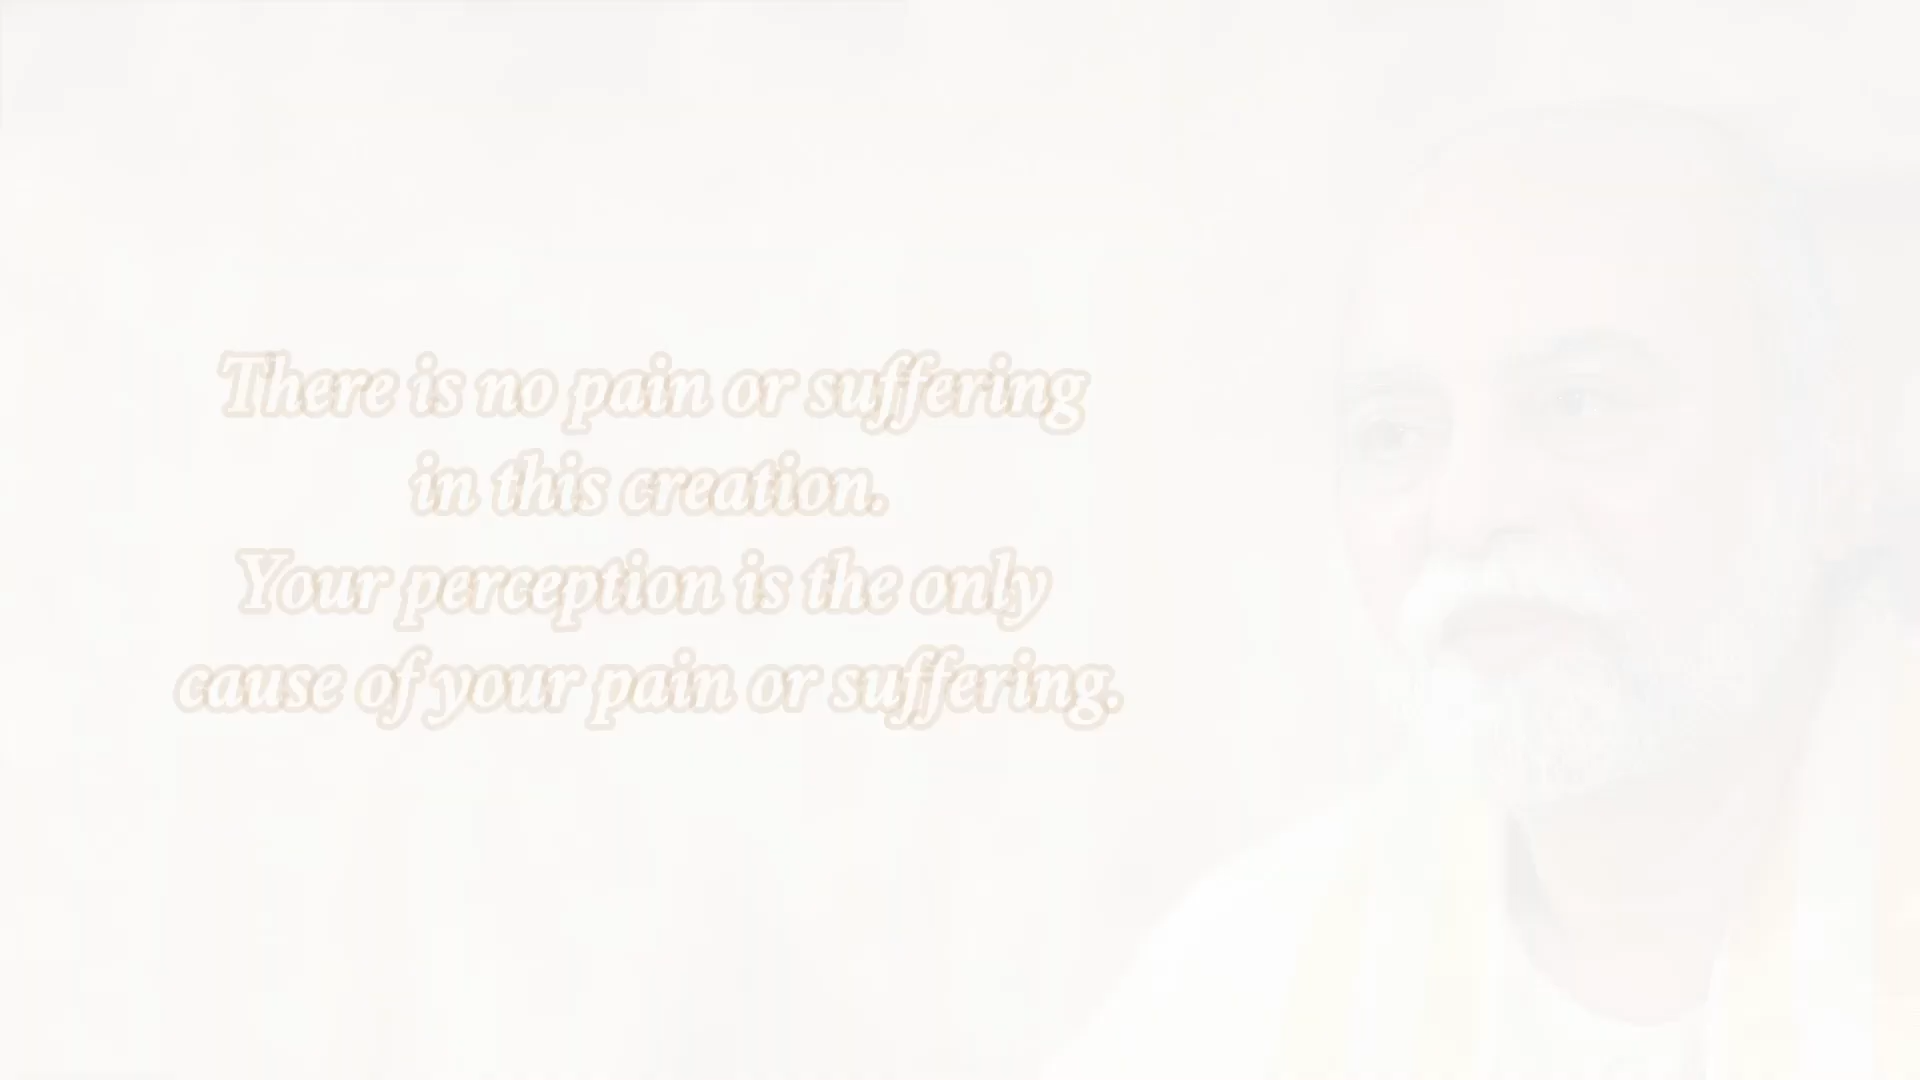 There is no pain or suffering
in this creation.
Your perception is the only
cause of your pain or suffering.